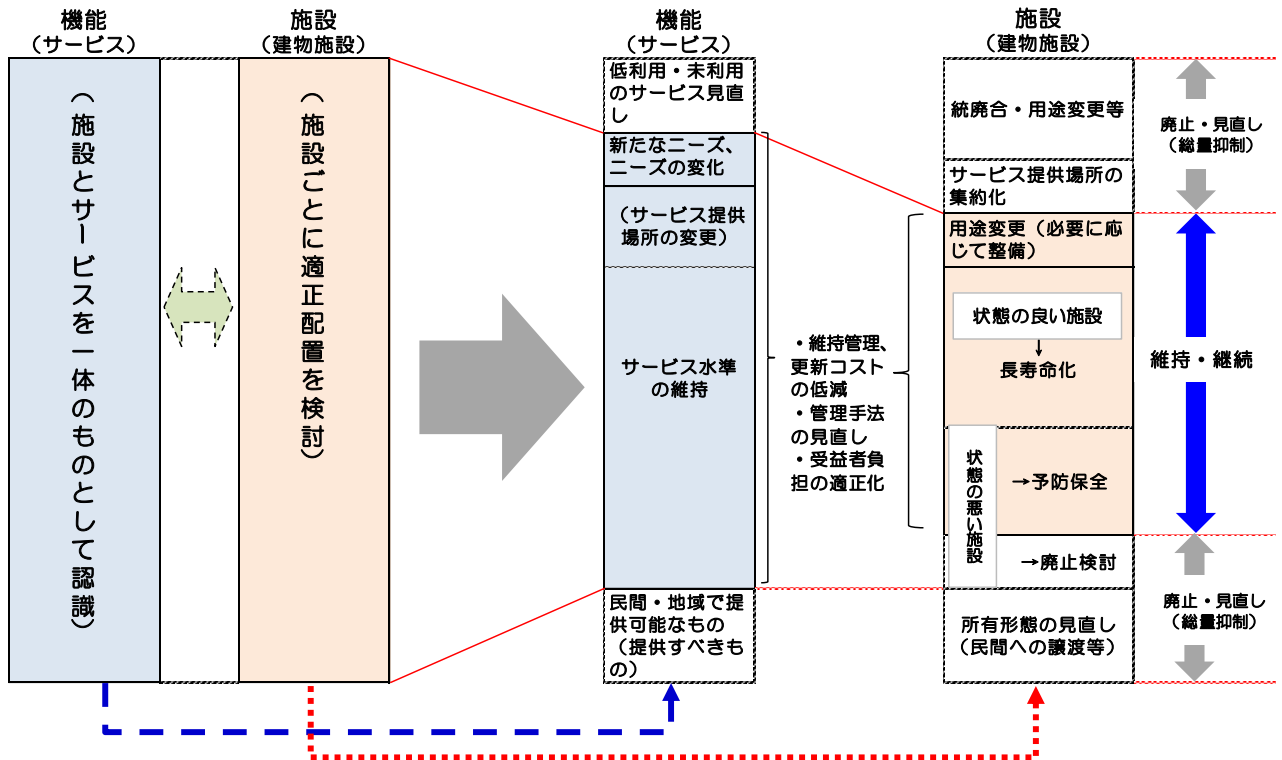 機能
（サービス）
（施設とサービスを一体のものとして認識）
施設
（建物施設）
（施設ごとに適正配置を検討）
機能
（サービス）
低利用・未利用
のサービス見直
し
新たなニーズ、
ニーズの変化
（サービス提供
場所の変更）
サービス水準
の維持
民間・地域で提
供可能なもの
（提供すべきも
の）
・維持管理、
更新コスト
の低減
・管理手法
の見直し
・受益者負
担の適正化
施設
（建物施設）
統廃合・用途変更等
サービス提供場所の
集約化
用途変更（必要に応
じて整備）
状態の良い施設
↓
長寿命化
状態の悪い施設
→予防保全
→廃止検討
所有形態の見直し
（民間への譲渡等）
廃止・見直し
（総量抑制）
維持・継続
廃止・見直し
（総量抑制）